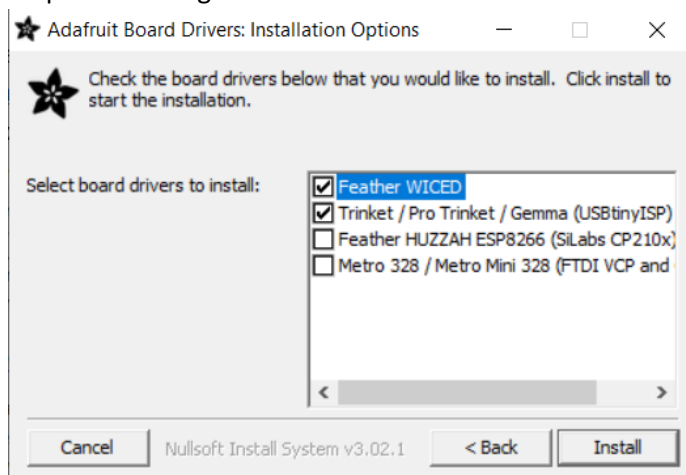 Adafruit Board Drivers: Installation Options
Check the board drivers below that you would like to install. Click install to
start the installation.
Select board drivers to install:
Feather WICED
Trinket / Pro Trinket / Gemma (USBtinyISP)
Feather HUZZAH ESP8266 (SiLabs CP210x)
Metro 328 / Metro Mini 328 (FTDI VCP and
Cancel
Nullsoft Install System v3.02.1
< Back
Install